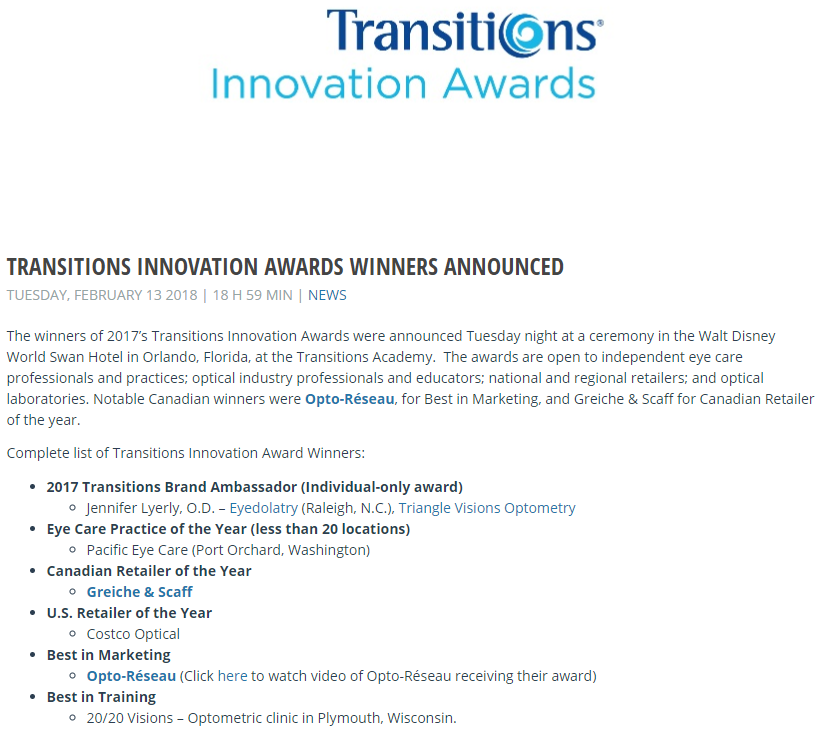 Transitions®
Innovation Awards
TRANSITIONS INNOVATION AWARDS WINNERS ANNOUNCED
TUESDAY, FEBRUARY 13 2018 | 18 H 59 MIN | NEWS
The winners of 2017’s Transitions Innovation Awards were announced Tuesday night at a ceremony in the Walt Disney
World Swan Hotel in Orlando, Florida, at the Transitions Academy.  The awards are open to independent eye care
professionals and practices; optical industry professionals and educators; national and regional retailers; and optical
laboratories. Notable Canadian winners were Opto-Réseau, for Best in Marketing, and Greiche & Scaff for Canadian Retailer
of the year.
Complete list of Transitions Innovation Award Winners:
• 2017 Transitions Brand Ambassador (Individual-only award)
◦ Jennifer Lyerly, O.D. – Eyedolatry (Raleigh, N.C.), Triangle Visions Optometry
• Eye Care Practice of the Year (less than 20 locations)
◦ Pacific Eye Care (Port Orchard, Washington)
• Canadian Retailer of the Year
◦ Greiche & Scaff
• U.S. Retailer of the Year
◦ Costco Optical
• Best in Marketing
◦ Opto-Réseau (Click here to watch video of Opto-Réseau receiving their award)
• Best in Training
◦ 20/20 Visions – Optometric clinic in Plymouth, Wisconsin.